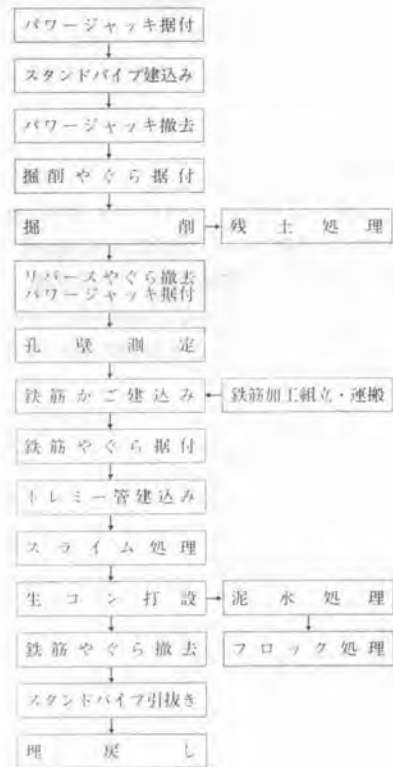 パワージャッキ据付
スタンドパイプ建込み
パワージャッキ撤去
掘削やぐら据付
掘削
残土処理
リバースやぐら撤去
パワージャッキ据付
孔壁測定
鉄筋かご建込み
鉄筋加工組立・運搬
鉄筋やぐら据付
トレミー管建込み
スライム処理
生コン打設
泥水処理
鉄筋やぐら撤去
フロック処理
スタンドパイプ引抜き
埋戻し